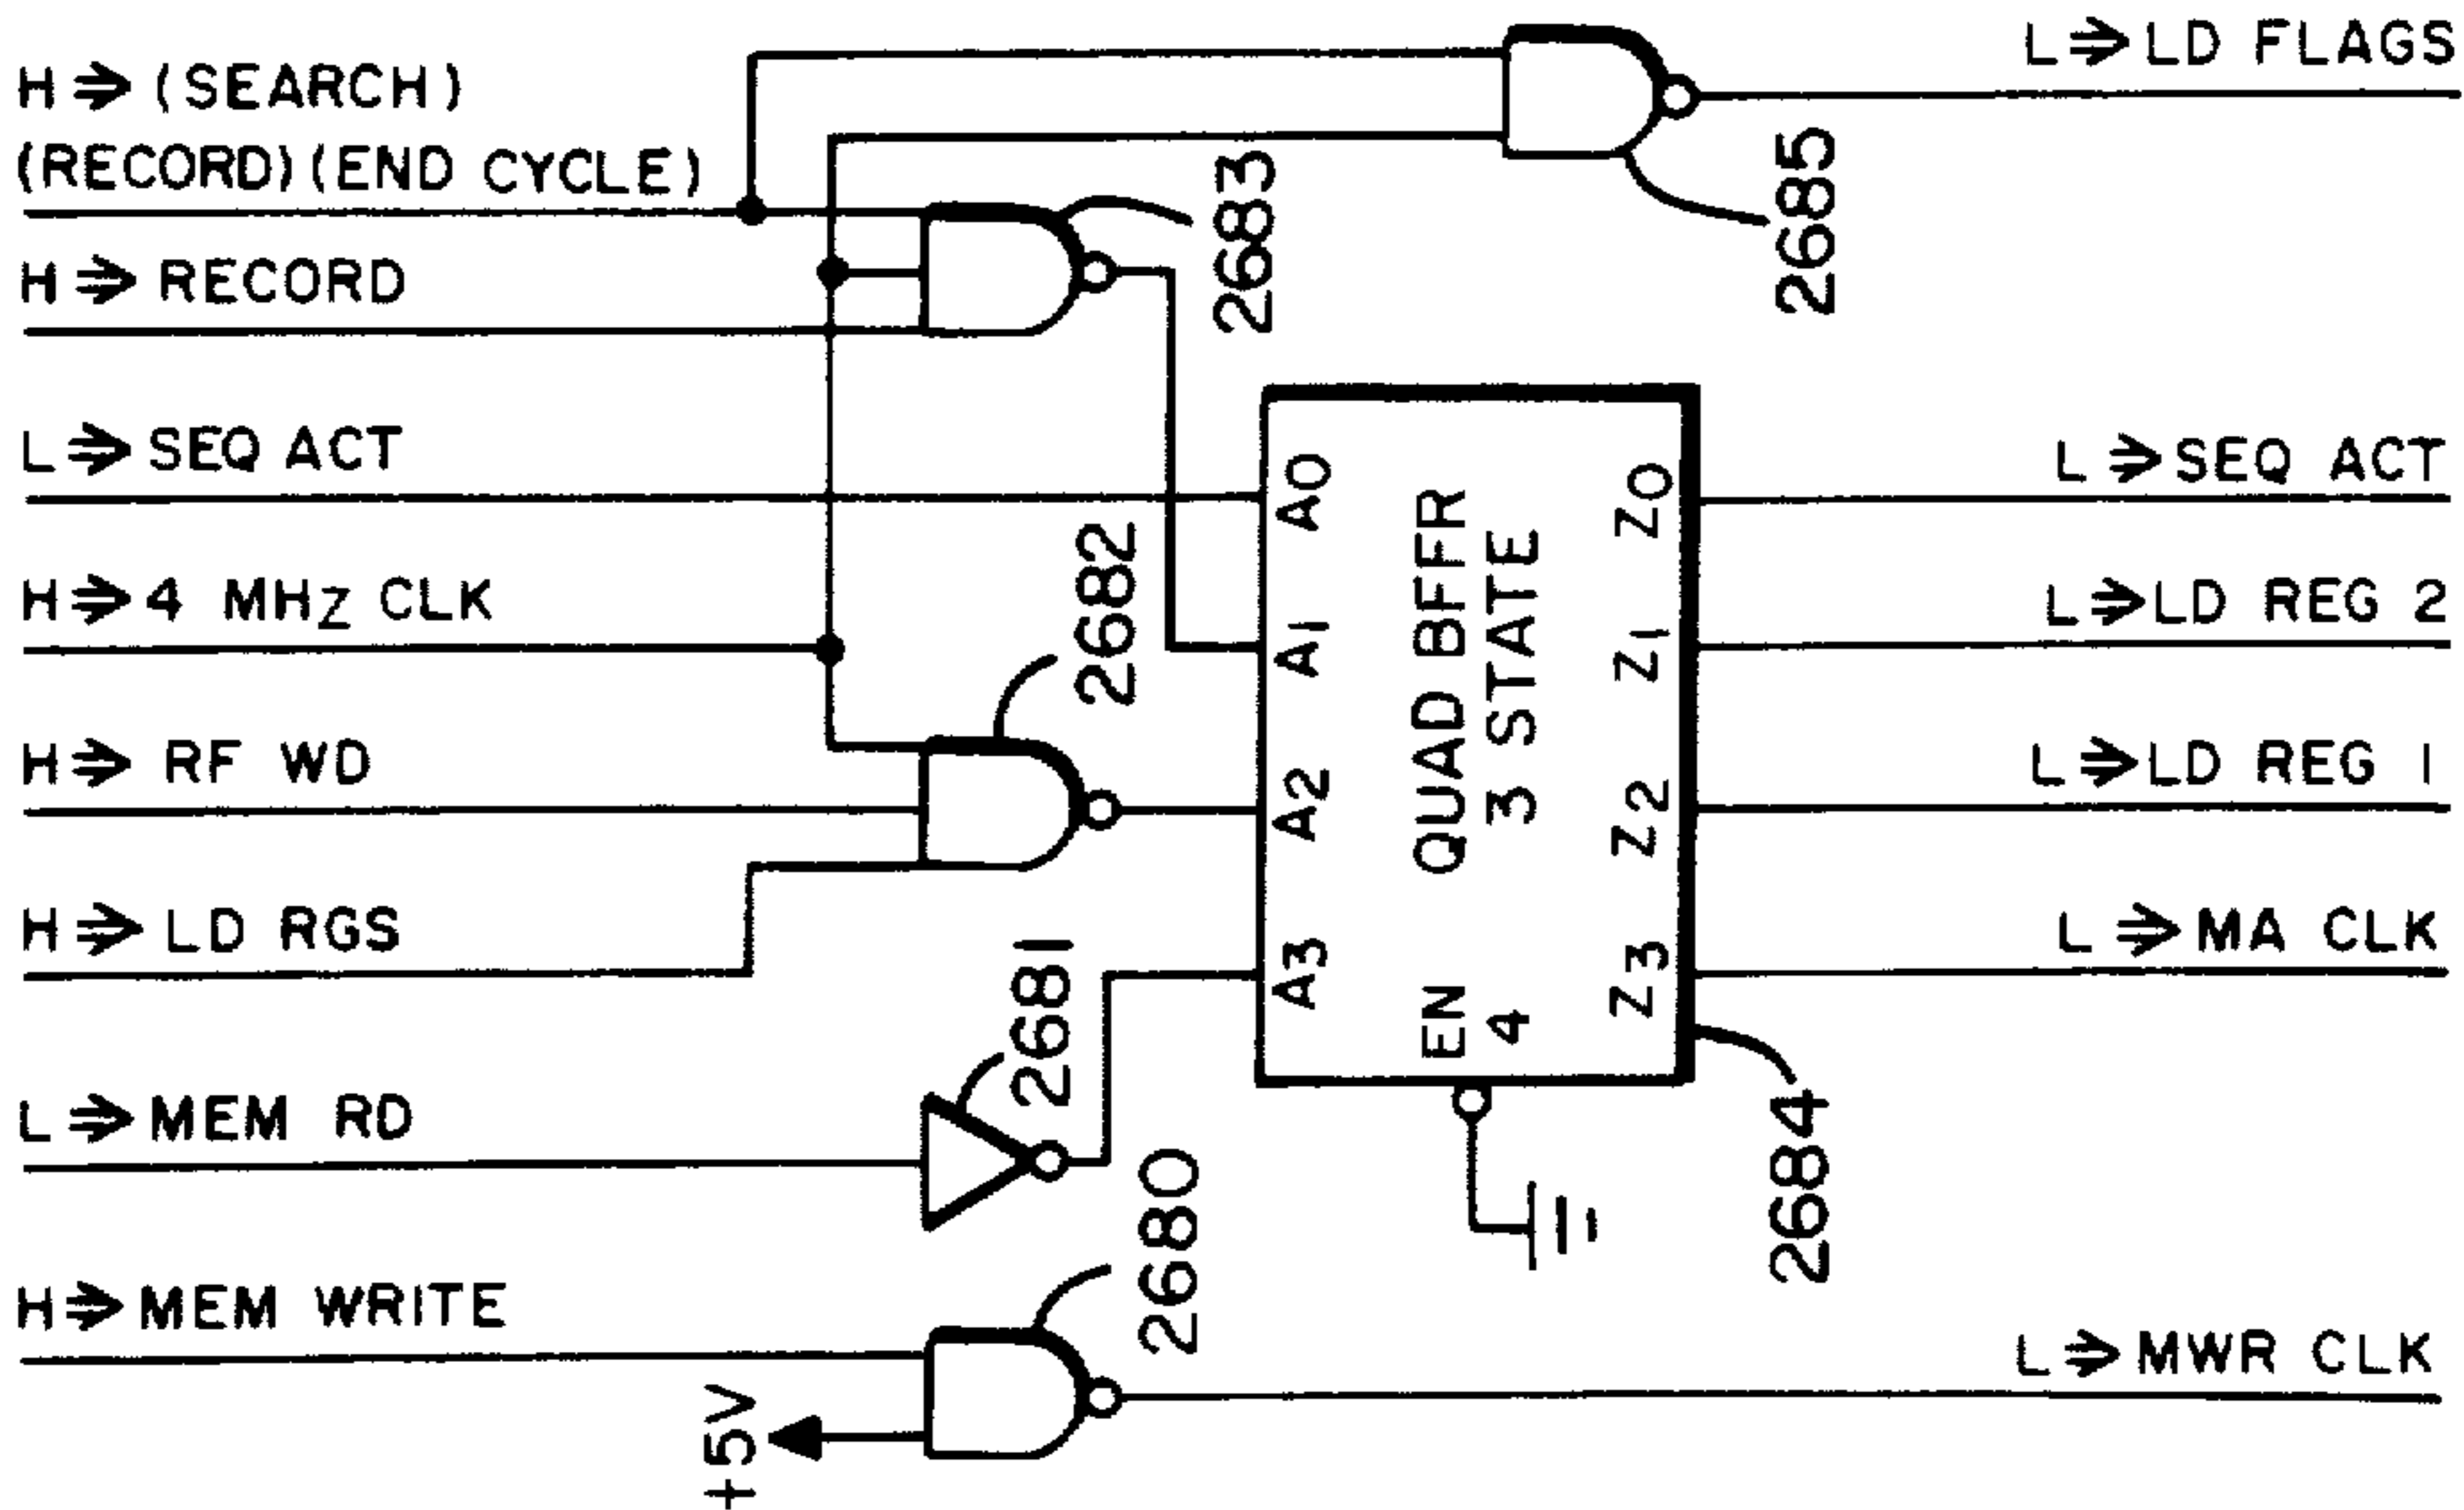 H⇒(SEARCH)
(RECORD)(END CYCLE)
H⇒RECORD
L⇒SEQ ACT
H⇒4 MHZ CLK
H⇒RF WD
H⇒LD RGS
L⇒MEM RD
H⇒MEM WRITE
+5V
2683
2685
2682
2681
2680
2684
A0
A1
A2
A3
QUAD BFFR
3 STATE
EN
4
Z0
Z1
Z2
Z3
L⇒LD FLAGS
L⇒SEQ ACT
L⇒LD REG 2
L⇒LD REG 1
L⇒MA CLK
L⇒MWR CLK